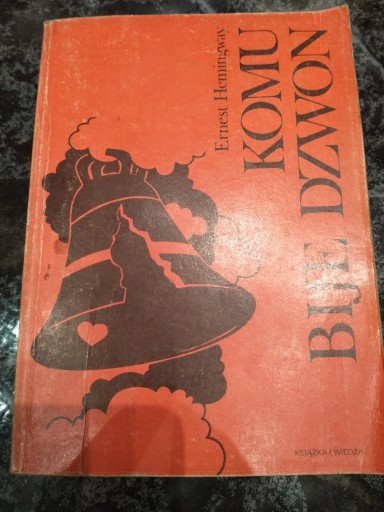 Ernest Hemingway
KOMU
BIJE DZWON
KSIĄŻKA I WIEDZA